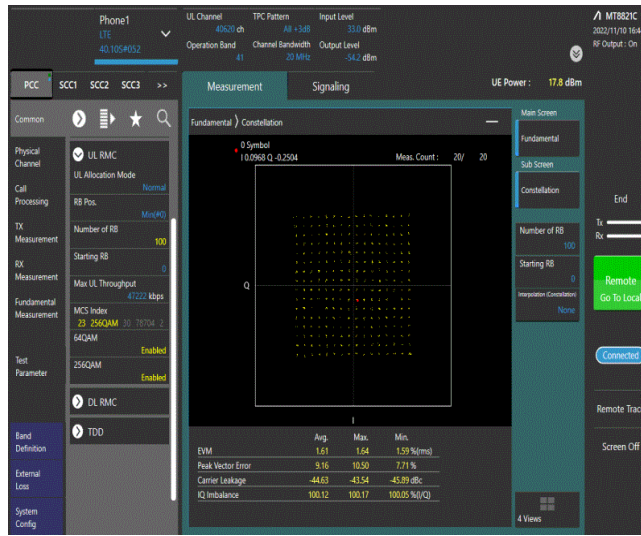 Phone1
LTE
40.105#052
UL Channel
40620 ch
TPC Pattern
All +3dB
Input Level
33.0 dBm
Operation Band
41
Channel Bandwidth
20 MHz
Output Level
-54.2 dBm
MT8821C
2022/11/10 16:4
RF Output : On
PCC
SCC1
SCC2
SCC3
>>
Measurement
Signaling
UE Power : 17.8 dBm
Common
Physical
Channel
Call
Processing
TX
Measurement
RX
Measurement
Fundamental
Measurement
Test
Parameter
Band
Definition
External
Loss
System
Config
UL RMC
UL Allocation Mode
Normal
RB Pos.
Min(#0)
Number of RB
100
Starting RB
0
Max UL Throughput
47222 kbps
MCS Index
23 256QAM 30 78704 2
64QAM
Enabled
256QAM
Enabled
DL RMC
TDD
Fundamental ) Constellation
0 Symbol
I 0.0968 Q -0.2504
Meas. Count : 20/ 20
Q
I
Avg. Max. Min.
EVM 1.61 1.64 1.59 %(rms)
Peak Vector Error 9.16 10.50 7.71 %
Carrier Leakage -44.63 -43.54 -45.89 dBc
IQ Imbalance 100.12 100.17 100.05 %(I/Q)
Main Screen
Fundamental
Sub Screen
Constellation
Number of RB
100
Starting RB
0
Interpolation (Constellation)
None
4 Views
End
Tx
Rx
Remote
Go To Local
Connected
Remote Trac
Screen Off